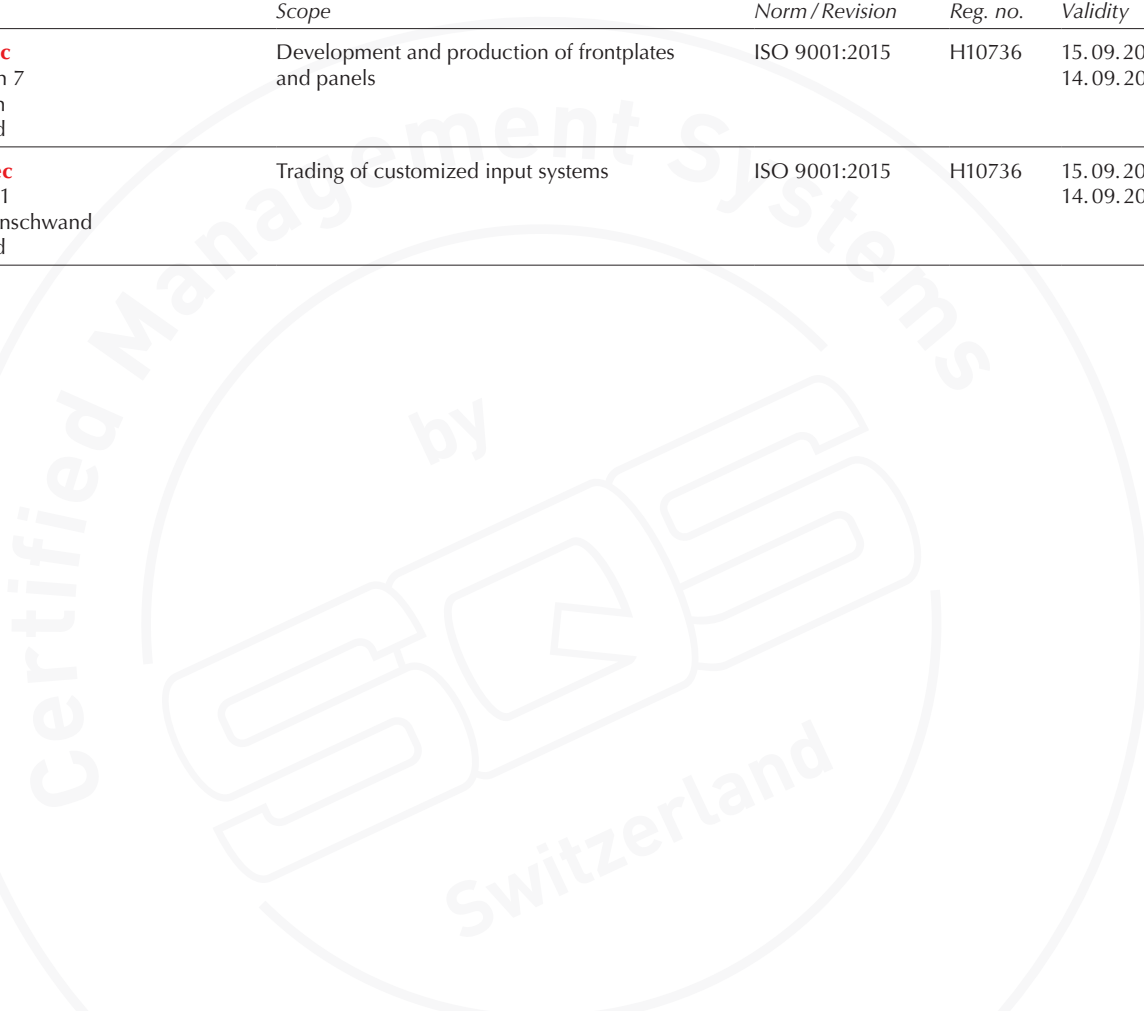 Scope Norm / Revision Reg. no. Validity
c Development and production of frontplates ISO 9001:2015 H10736 15.09.20
7 and panels 14.09.20
d
ec Trading of customized input systems ISO 9001:2015 H10736 15.09.20
1 14.09.20
nschwand
d
Certified Management Systems
by
SQS
Switzerland